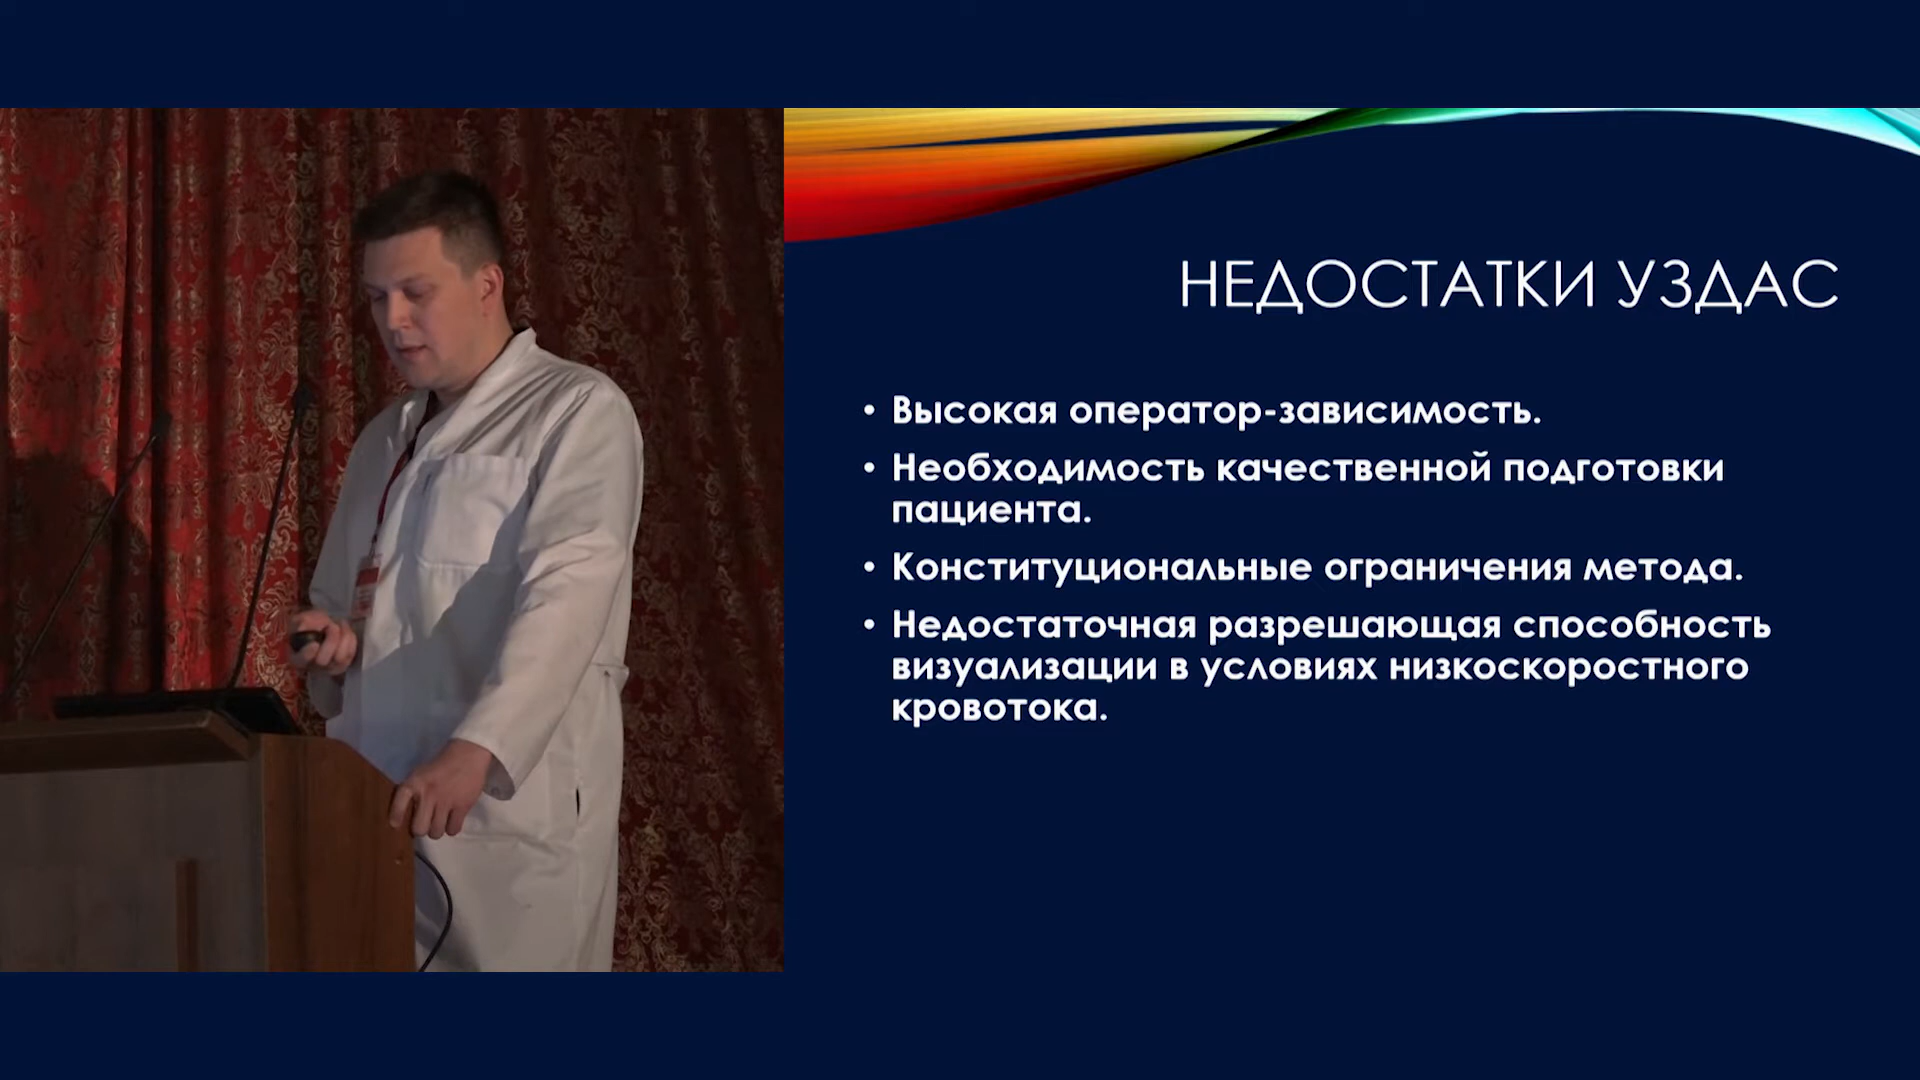 НЕДОСТАТКИ УЗДАС
• Высокая оператор-зависимость.
• Необходимость качественной подготовки
пациента.
• Конституциональные ограничения метода.
• Недостаточная разрешающая способность
визуализации в условиях низкоскоростного
кровотока.